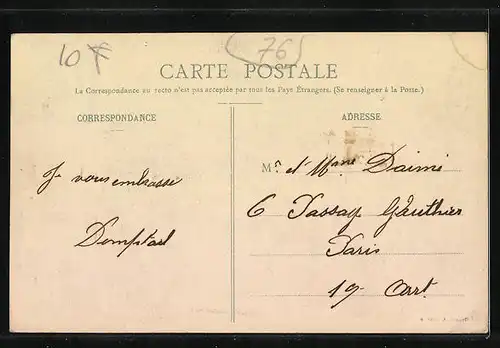 10 F
76
CARTE POSTALE
La Correspondance au recto n'est pas acceptée par tous les Pays Étrangers. (Se renseigner à la Poste.)
CORRESPONDANCE
ADRESSE
Je vous embrasse
M. et Mme Daimé
6 Passage Gauthier
Paris
19e Arrt.